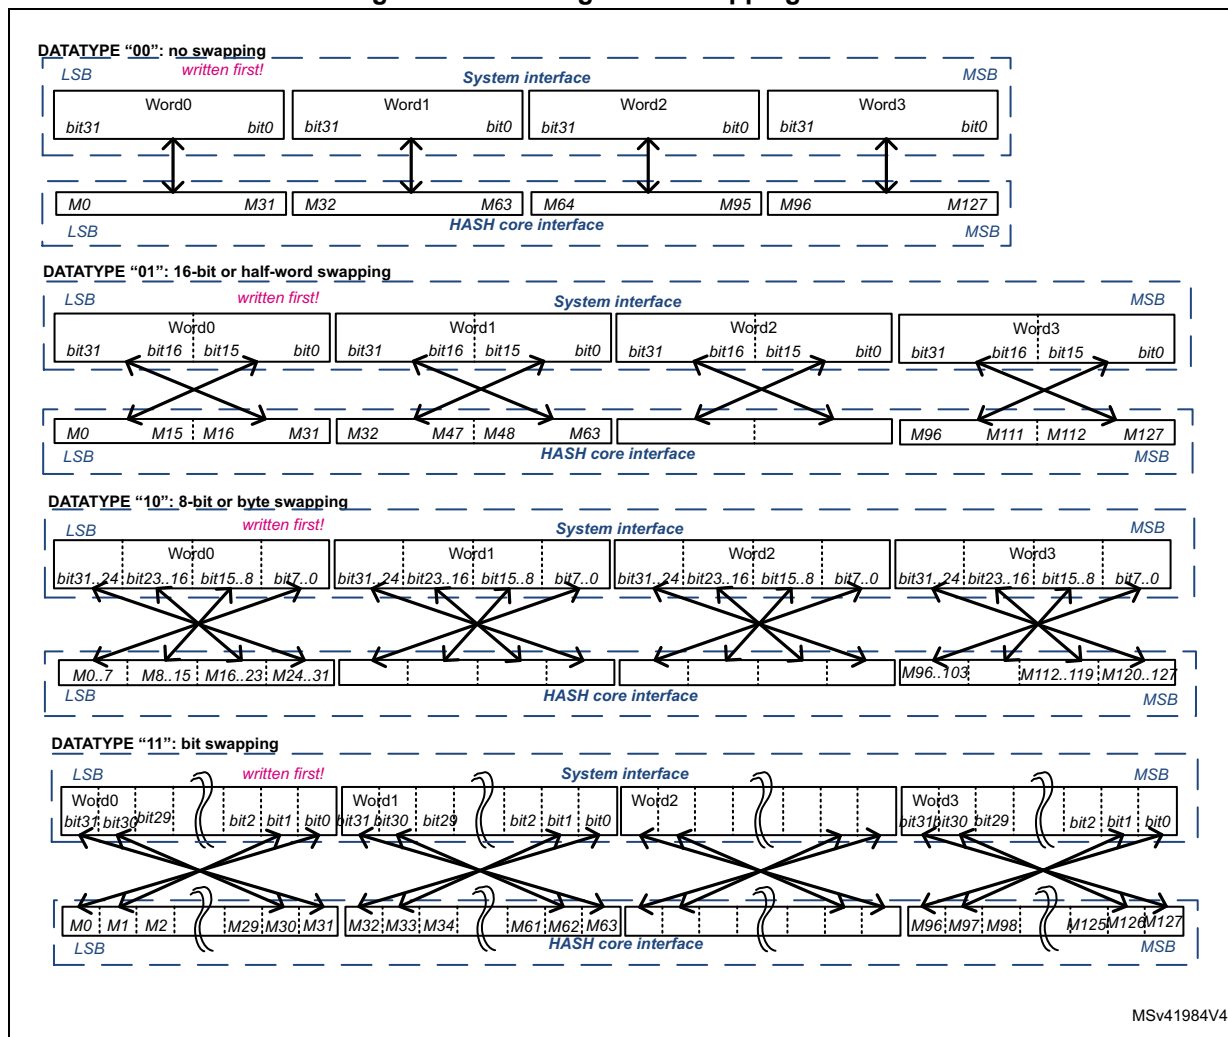 DATATYPE “00”: no swapping
LSB written first! System interface MSB
Word0 Word1 Word2 Word3
bit31 bit0 bit31 bit0 bit31 bit0 bit31 bit0
M0 M31 M32 M63 M64 M95 M96 M127
LSB HASH core interface MSB
DATATYPE “01”: 16-bit or half-word swapping
LSB written first! System interface MSB
Word0 Word1 Word2 Word3
bit31 bit16 bit15 bit0 bit31 bit16 bit15 bit0 bit31 bit16 bit15 bit0 bit31 bit16 bit15 bit0
M0 M15 M16 M31 M32 M47 M48 M63 M96 M111 M112 M127
LSB HASH core interface MSB
DATATYPE “10”: 8-bit or byte swapping
LSB written first! System interface MSB
Word0 Word1 Word2 Word3
bit31..24 bit23..16 bit15..8 bit7..0 bit31..24 bit23..16 bit15..8 bit7..0 bit31..24 bit23..16 bit15..8 bit7..0 bit31..24 bit23..16 bit15..8 bit7..0
M0..7 M8..15 M16..23 M24..31 M96..103 M112..119 M120..127
LSB HASH core interface MSB
DATATYPE “11”: bit swapping
LSB written first! System interface MSB
Word0 Word1 Word2 Word3
bit31 bit30 bit29 bit2 bit1 bit0 bit31 bit30 bit29 bit2 bit1 bit0 bit31 bit30 bit29 bit2 bit1 bit0
M0 M1 M2 M29 M30 M31 M32 M33 M34 M61 M62 M63 M96 M97 M98 M125 M126 M127
LSB HASH core interface MSB
MSv41984V4